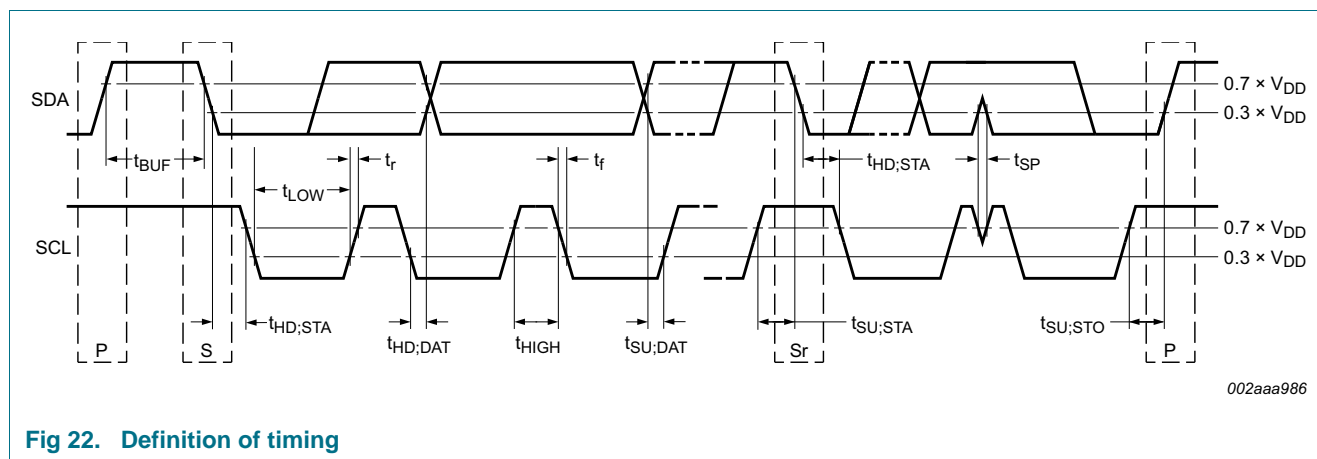 SDA
0.7 × VDD
0.3 × VDD
tBUF
tLOW
tr
tf
tHD;STA
tSP
SCL
0.7 × VDD
0.3 × VDD
tHD;STA
tHD;DAT
tHIGH
tSU;DAT
tSU;STA
tSU;STO
P
S
Sr
P
002aaa986
Fig 22. Definition of timing